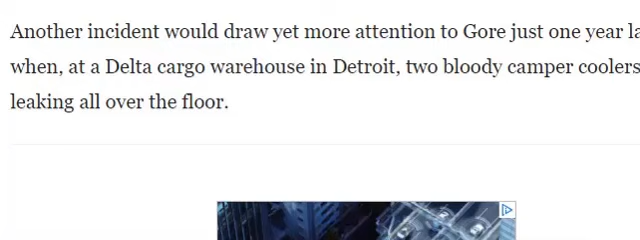 Another incident would draw yet more attention to Gore just one year
when, at a Delta cargo warehouse in Detroit, two bloody camper coolers
leaking all over the floor.